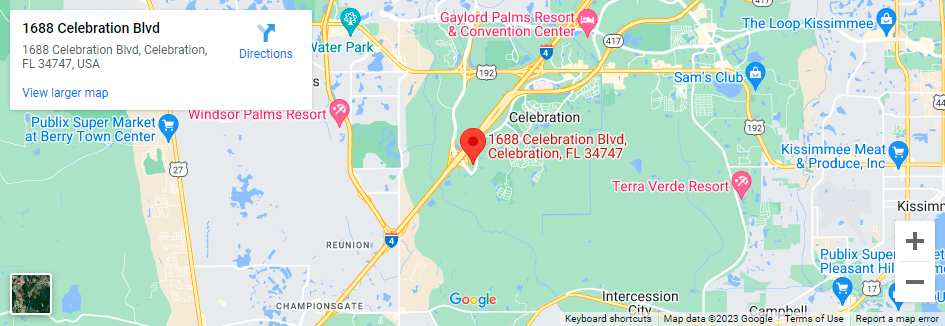 1688 Celebration Blvd
1688 Celebration Blvd, Celebration,
FL 34747, USA
Directions
View larger map
Water Park
Gaylord Palms Resort
& Convention Center
4
417
The Loop Kissimmee
192
Sam's Club
417
Windsor Palms Resort
Publix Super Market
at Berry Town Center
27
Celebration
1688 Celebration Blvd,
Celebration, FL 34747
192
Kissimmee Meat
& Produce, Inc
Terra Verde Resort
Kissimm
REUNION
4
Publix Super
Pleasant Hil
17
CHAMPIONSGATE
Google
Intercession
City
Campbell
Keyboard shortcuts
Map data ©2023 Google
Terms of Use
Report a map error